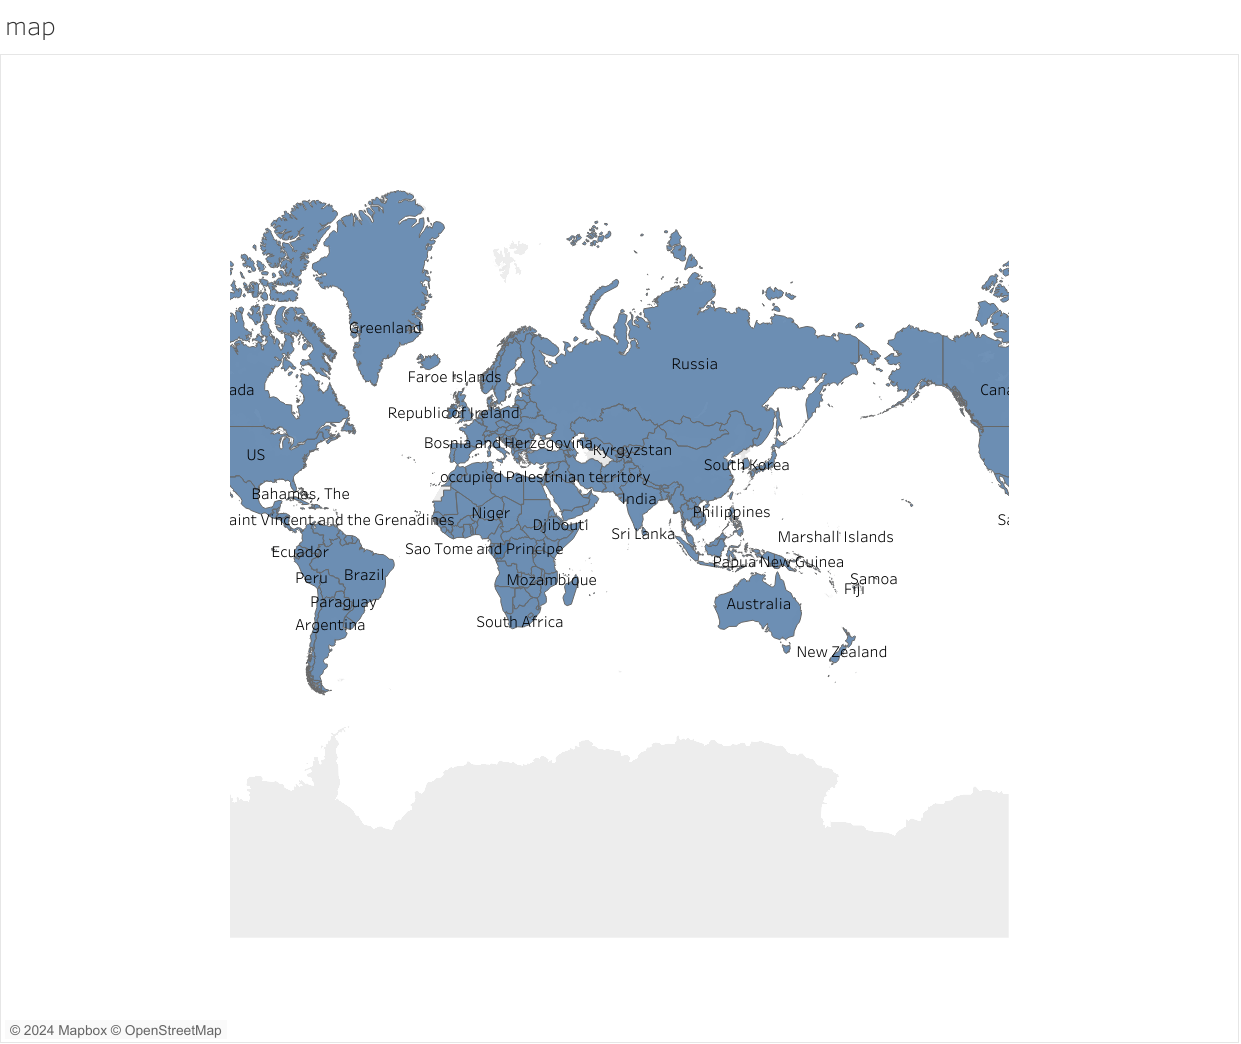 map
Greenland
Russia
Faroe Islands
ada
Cana
Republic of Ireland
Bosnia and Herzegovina
Kyrgyzstan
US
South Korea
occupied Palestinian territory
Bahamas, The
India
Niger
Philippines
aint Vincent and the Grenadines
Sa
Djibouti
Sri Lanka
Marshall Islands
Ecuador
Sao Tome and Principe
Papua New Guinea
Peru
Brazil
Mozambique
Samoa
Fiji
Paraguay
Australia
Argentina
South Africa
New Zealand
© 2024 Mapbox © OpenStreetMap